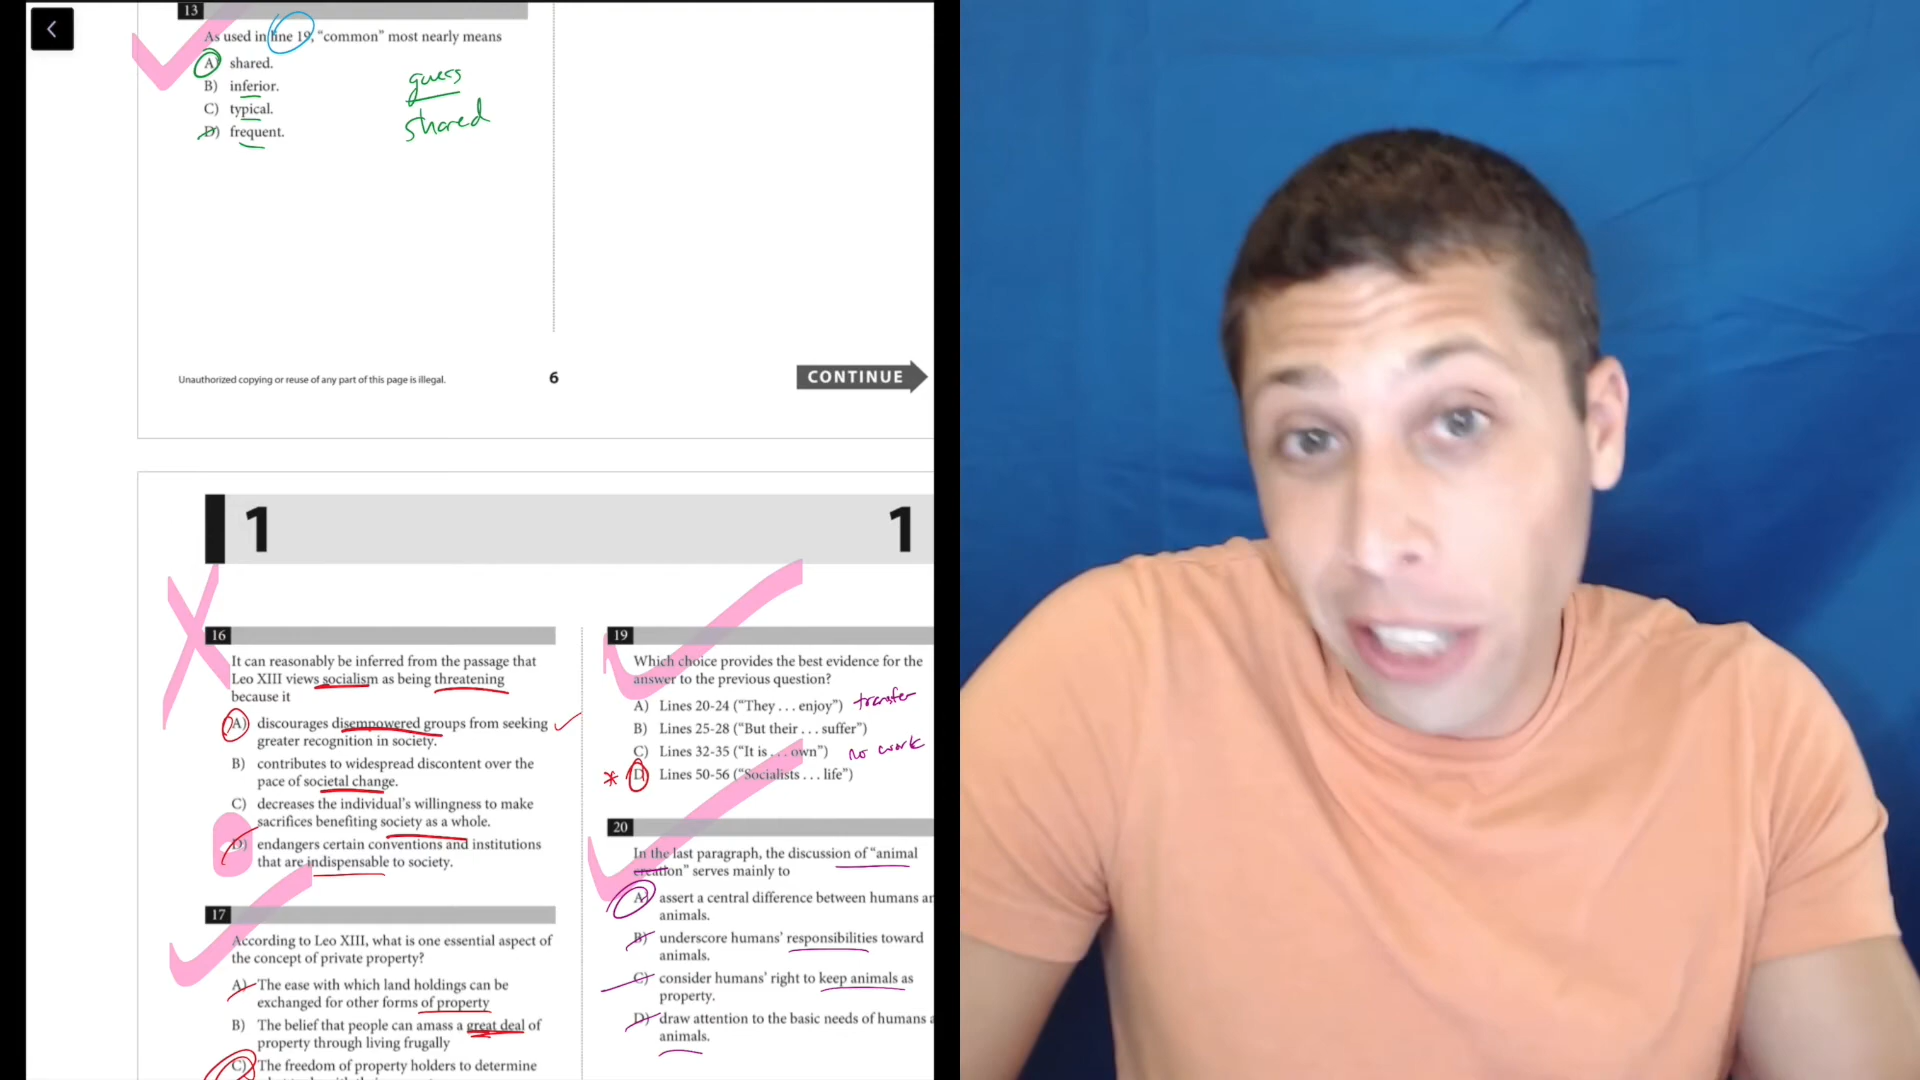 13
As used in line 19, “common” most nearly means
A) shared.
B) inferior.
C) typical.
D) frequent.
guess
shared
Unauthorized copying or reuse of any part of this page is illegal.
6
CONTINUE
1
1
16
It can reasonably be inferred from the passage that
Leo XIII views socialism as being threatening
because it
A) discourages disempowered groups from seeking
greater recognition in society.
B) contributes to widespread discontent over the
pace of societal change.
C) decreases the individual’s willingness to make
sacrifices benefiting society as a whole.
D) endangers certain conventions and institutions
that are indispensable to society.
17
According to Leo XIII, what is one essential aspect of
the concept of private property?
A) The ease with which land holdings can be
exchanged for other forms of property
B) The belief that people can amass a great deal of
property through living frugally
C) The freedom of property holders to determine
19
Which choice provides the best evidence for the
answer to the previous question?
A) Lines 20-24 (“They . . . enjoy”) transfer
B) Lines 25-28 (“But their . . . suffer”)
C) Lines 32-35 (“It is . . . own”) no work
* D) Lines 50-56 (“Socialists . . . life”)
20
In the last paragraph, the discussion of “animal
creation” serves mainly to
A) assert a central difference between humans an
animals.
B) underscore humans’ responsibilities toward
animals.
C) consider humans’ right to keep animals as
property.
D) draw attention to the basic needs of humans a
animals.